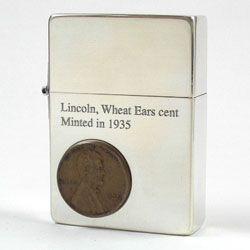 Lincoln, Wheat Ears cent
Minted in 1935